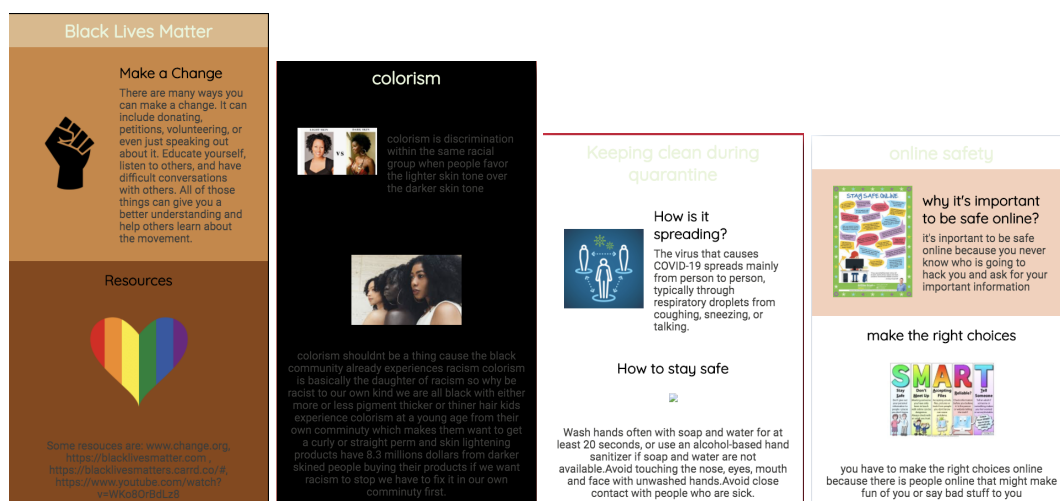 Black Lives Matter
Make a Change
There are many ways you
can make a change. It can
include donating,
petitions, volunteering, or
even just speaking out
about it. Educate yourself,
listen to others, and have
difficult conversations
with others. All of those
things can give you a
better understanding and
help others learn about
the movement.
Resources
Some resouces are: www.change.org,
https://blacklivesmatter.com ,
https://blacklivesmatters.carrd.co/#,
https://www.youtube.com/watch?
v=WKo8OrBdLz8
colorism
VS
colorism is discrimination
within the same racial
group when people favor
the lighter skin tone over
the darker skin tone
colorism shouldnt be a thing cause the black
community already experiences racism colorism
is basically the daughter of racism so why be
racist to our own kind we are all black with either
more or less pigment thicker or thiner hair kids
experience colorism at a young age from their
own comminuty which makes them want to get
a curly or straight perm and skin lightening
products have 8.3 millions dollars from darker
skined people buying their products if we want
racism to stop we have to fix it in our own
comminuty first.
Keeping clean during
quarantine
How is it
spreading?
The virus that causes
COVID-19 spreads mainly
from person to person,
typically through
respiratory droplets from
coughing, sneezing, or
talking.
How to stay safe
Wash hands often with soap and water for at
least 20 seconds, or use an alcohol-based hand
sanitizer if soap and water are not
available.Avoid touching the nose, eyes, mouth
and face with unwashed hands.Avoid close
contact with people who are sick.
online safety
STAY SAFE ONLINE
why it's important
to be safe online?
it's inportant to be safe
online because you never
know who is going to
hack you and ask for your
important information
make the right choices
SMART
Stay Safe
Don't Meet Up
Accepting Files
Reliable?
Tell Someone
you have to make the right choices online
because there is people online that might make
fun of you or say bad stuff to you